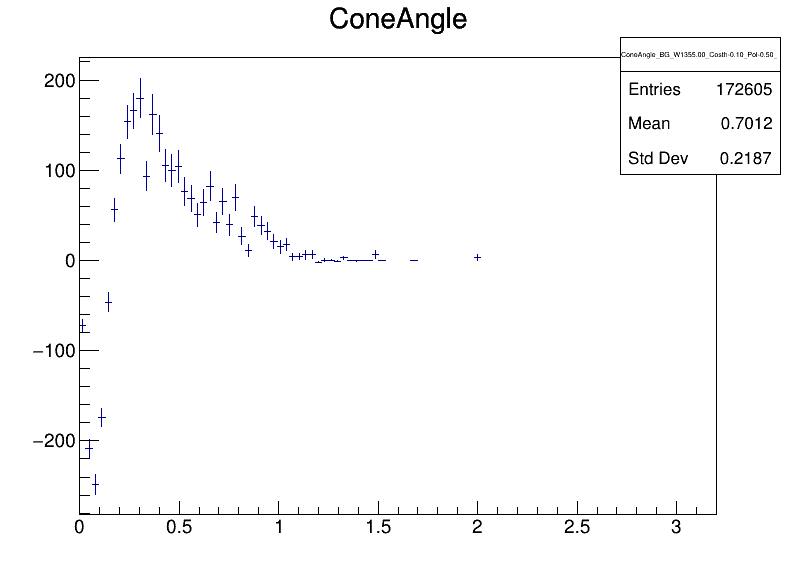 ConeAngle
ConeAngle_BG_W1355.00_Costh-0.10_Pol-0.50_
Entries 172605
Mean 0.7012
Std Dev 0.2187
200
100
0
−100
−200
0 0.5 1 1.5 2 2.5 3